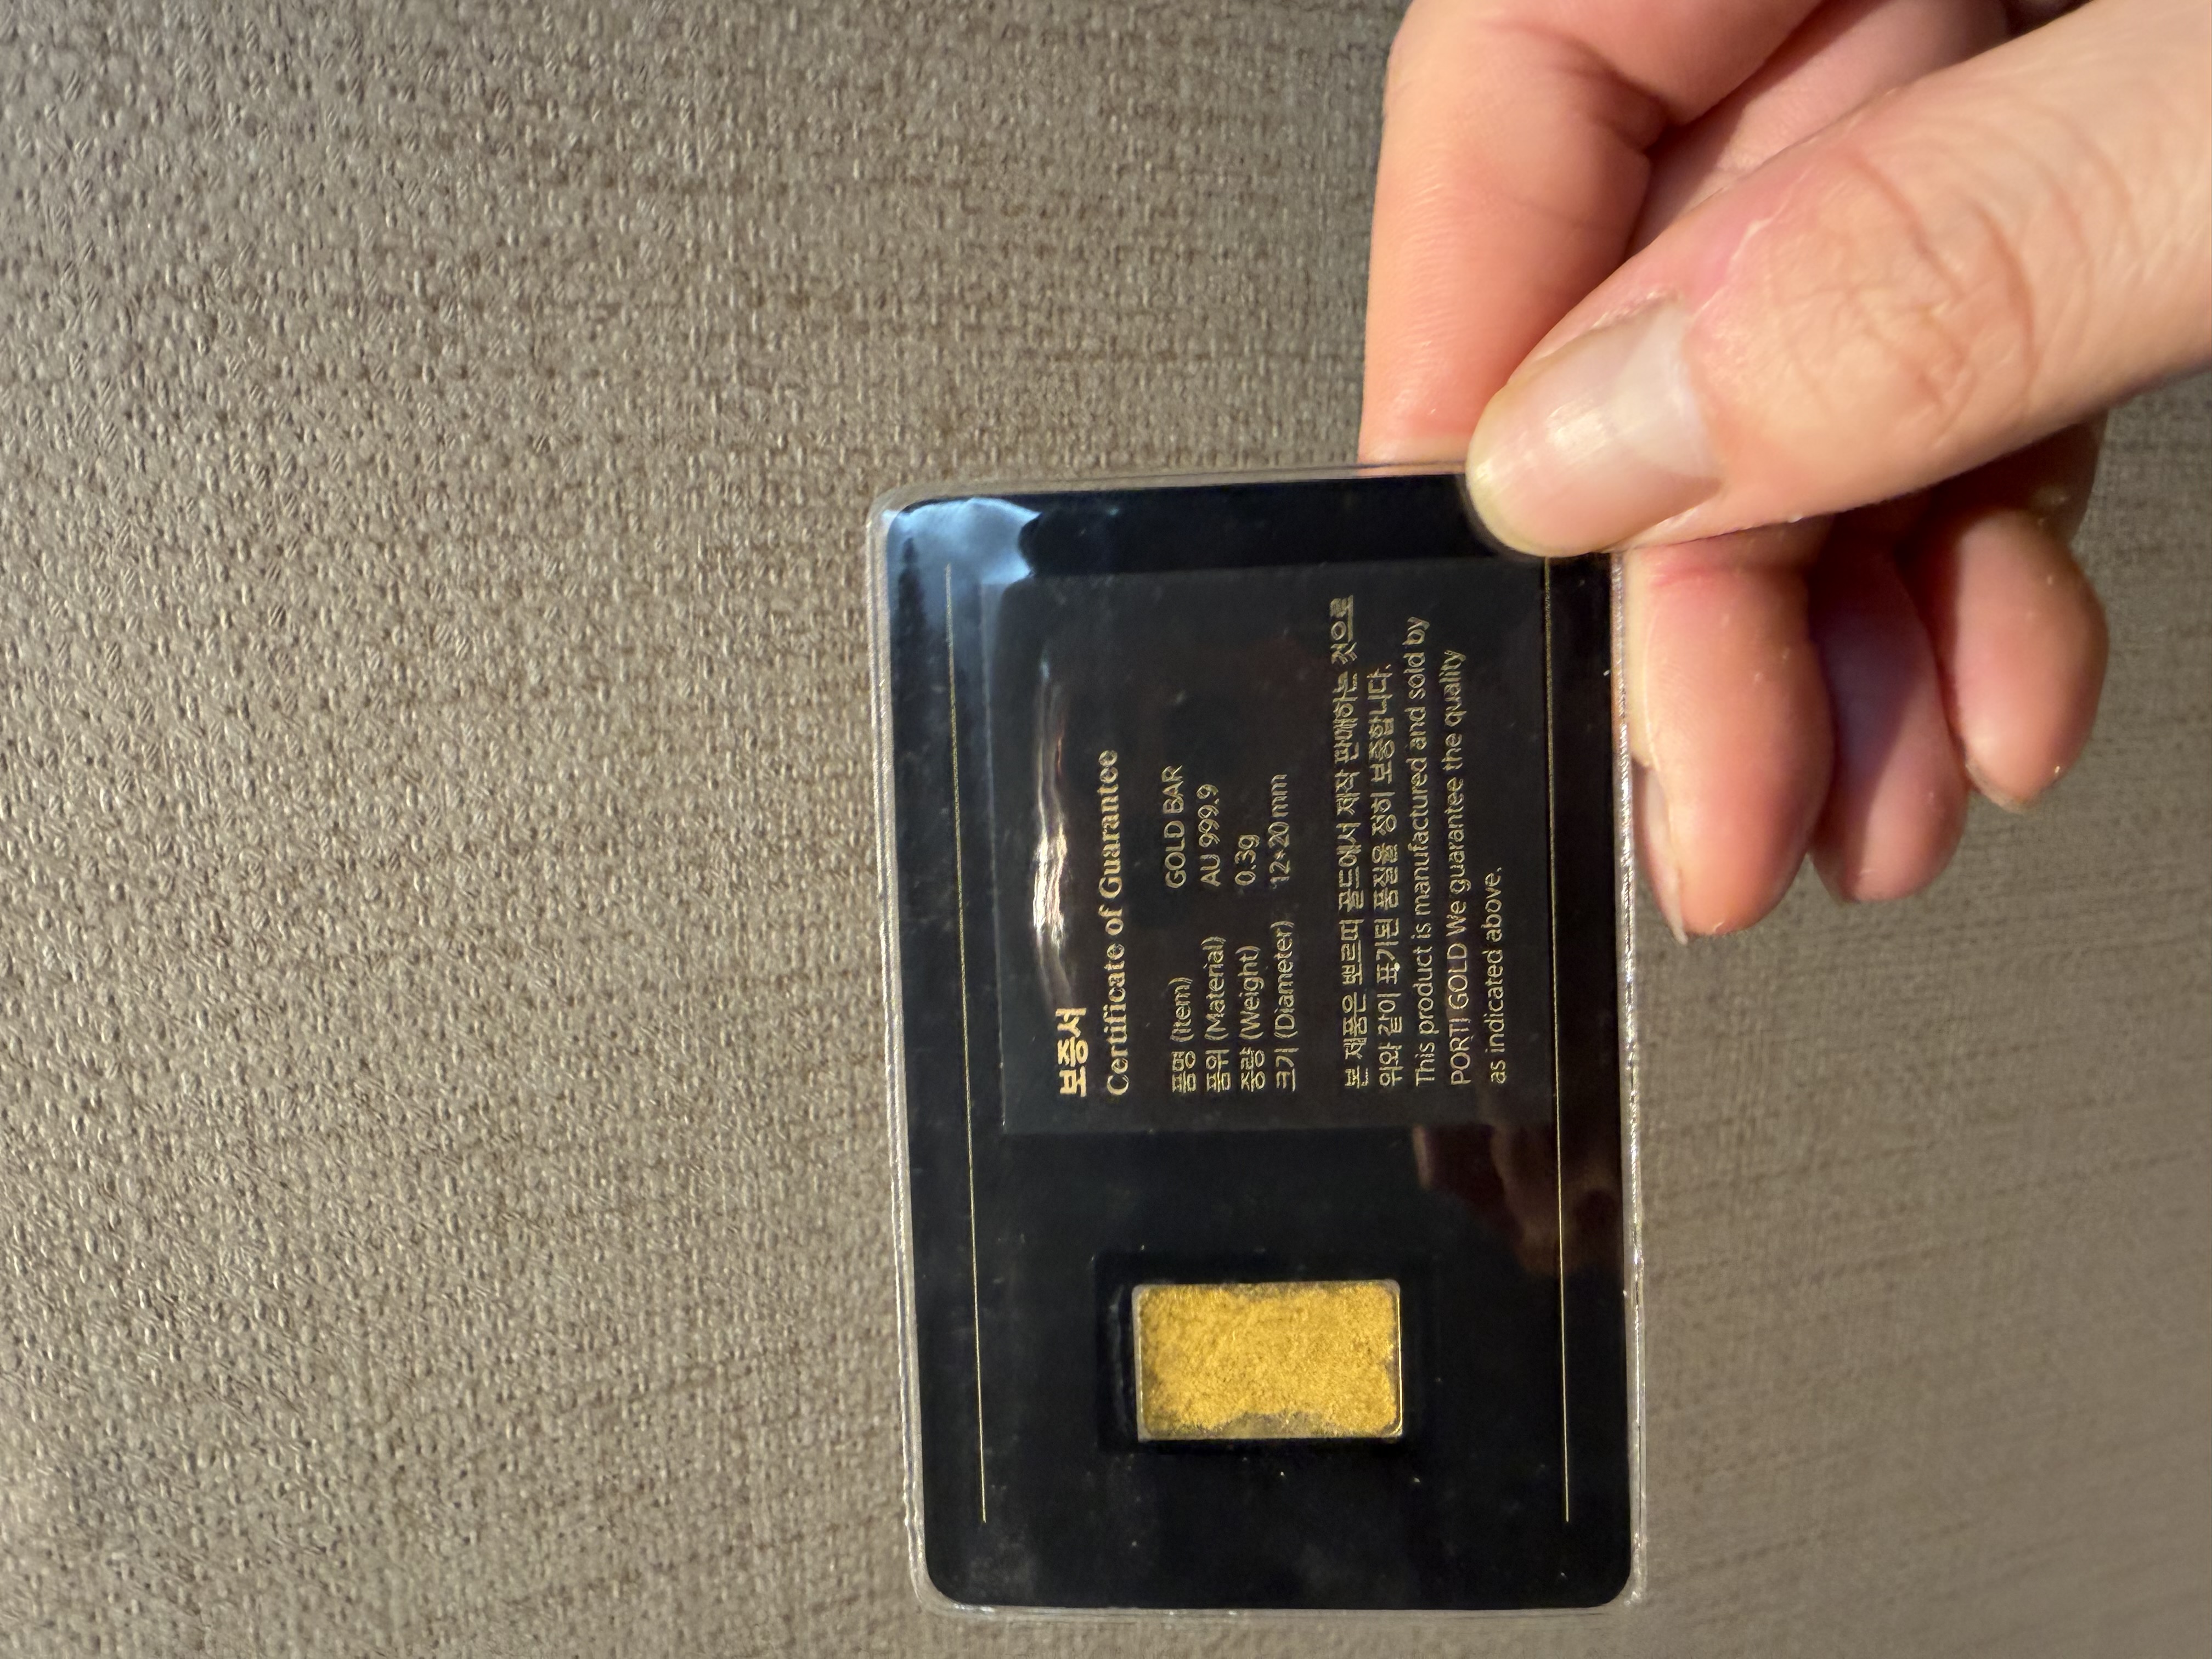 보증서
Certificate of Guarantee
품명 (Item) GOLD BAR
품위 (Material) AU 999.9
중량 (Weight) 0.3g
크기 (Diameter) 12*20mm
본 제품은 뽀르띠 골드에서 제작 판매하는 것으로
위와 같이 표기된 품질을 정히 보증합니다.
This product is manufactured and sold by
PORTI GOLD We guarantee the quality
as indicated above.